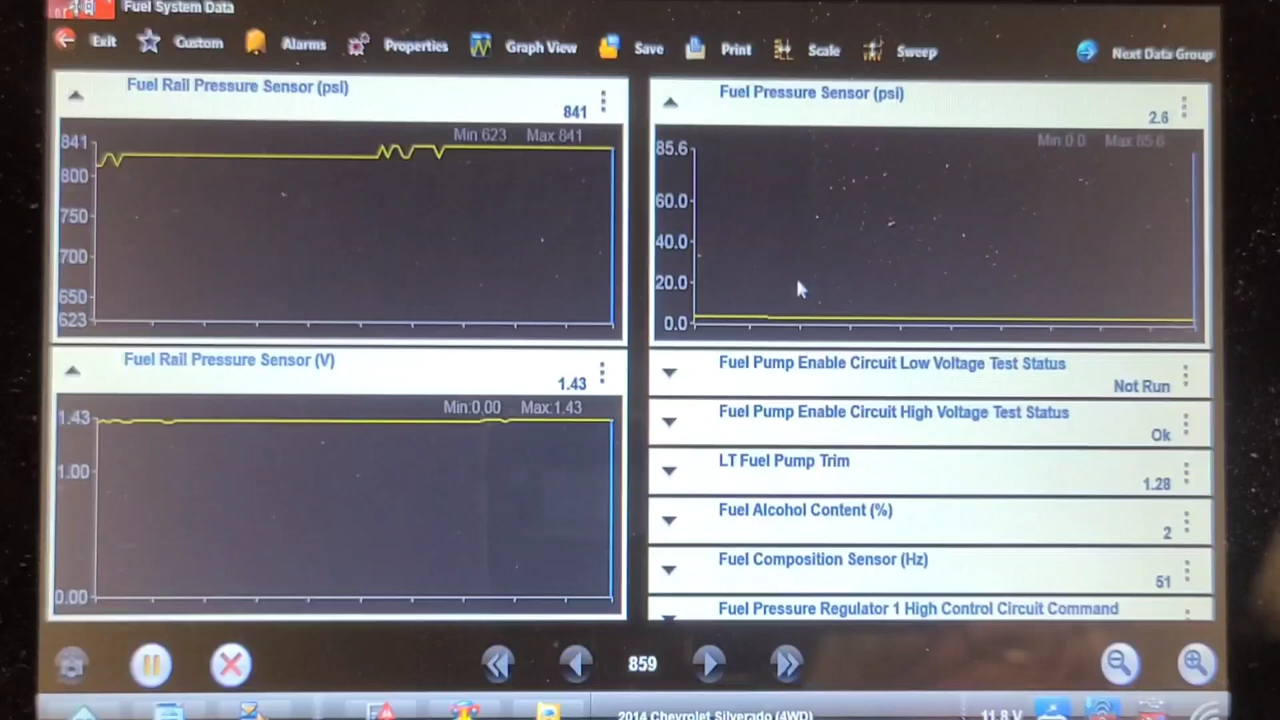 Fuel System Data
Exit Custom Alarms Properties Graph View Save Print Scale Sweep Next Data Group
Fuel Rail Pressure Sensor (psi)
841
Min 623 Max 841
841
800
750
700
650
623
Fuel Rail Pressure Sensor (V)
1.43
Min:0.00 Max:1.43
1.43
1.00
0.00
Fuel Pressure Sensor (psi)
2.6
Min:0.0 Max:85.6
85.6
60.0
40.0
20.0
0.0
Fuel Pump Enable Circuit Low Voltage Test Status
Not Run
Fuel Pump Enable Circuit High Voltage Test Status
Ok
LT Fuel Pump Trim
1.28
Fuel Alcohol Content (%)
2
Fuel Composition Sensor (Hz)
51
Fuel Pressure Regulator 1 High Control Circuit Command
859
2014 Chevrolet Silverado (4WD)
11.8 V